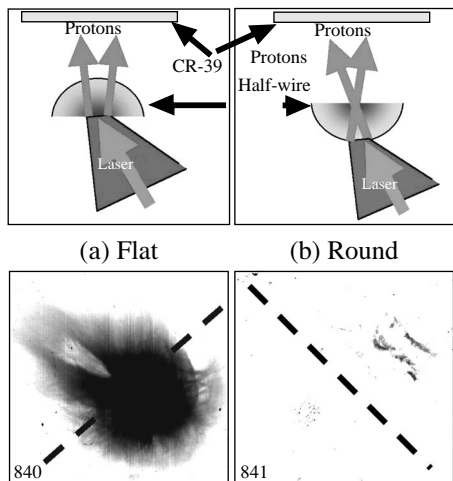 Protons
Protons
CR-39
Protons
Half-wire
Laser
Laser
(a) Flat
(b) Round
840
841